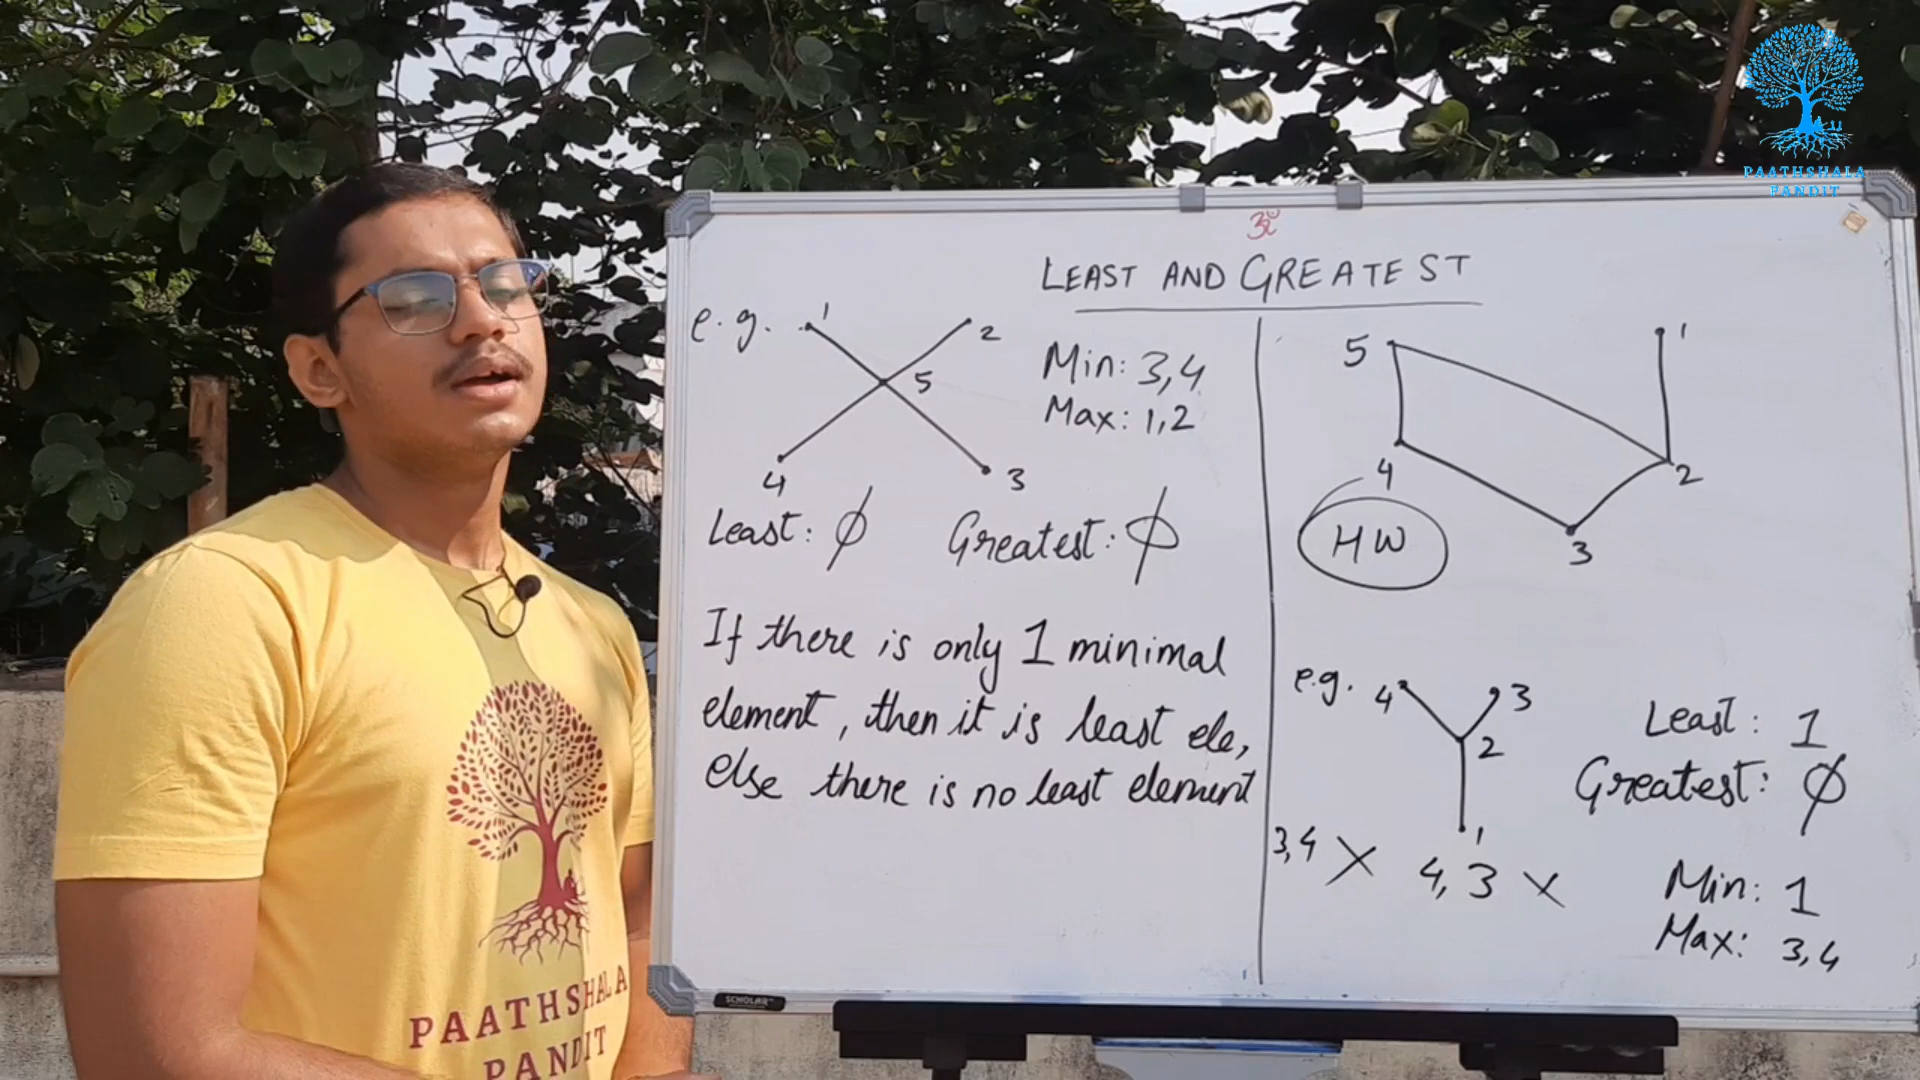 PAATHSHALA
PANDIT
ॐ
LEAST AND GREATEST
e.g.
1
2
5
4
3
Min: 3,4
Max: 1,2
Least: ϕ
Greatest: ϕ
If there is only 1 minimal
element, then it is least ele,
else there is no least element
5
1
4
2
3
HW
e.g.
4
3
2
1
Least: 1
Greatest: ϕ
3,4 X 4,3 X
Min: 1
Max: 3,4
SCHOLAR
PAATHSHALA
PANDIT